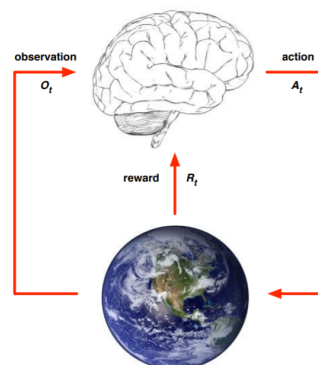 observation
action
O_t
A_t
reward
R_t